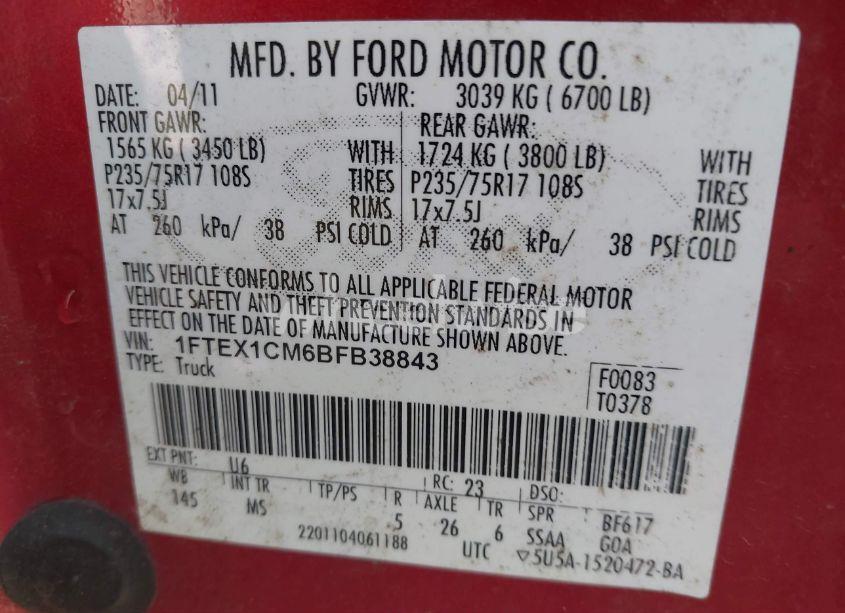 MFD. BY FORD MOTOR CO.
DATE: 04/11 GVWR: 3039 KG ( 6700 LB)
FRONT GAWR: REAR GAWR:
1565 KG ( 3450 LB) WITH 1724 KG ( 3800 LB) WITH
P235/75R17 108S TIRES P235/75R17 108S TIRES
17x7.5J RIMS 17x7.5J RIMS
AT 260 kPa/ 38 PSI COLD AT 260 kPa/ 38 PSI COLD
THIS VEHICLE CONFORMS TO ALL APPLICABLE FEDERAL MOTOR
VEHICLE SAFETY AND THEFT PREVENTION STANDARDS IN
EFFECT ON THE DATE OF MANUFACTURE SHOWN ABOVE.
VIN: 1FTEX1CM6BFB38843
TYPE: Truck
F0083
T0378
EXT PNT: U6 RC: 23 DSO:
WB INT TR TP/PS R AXLE TR SPR BF617
145 MS 5 26 6 SSAA GOA
2201104061188 UTC ▽5U5A-1520472-BA